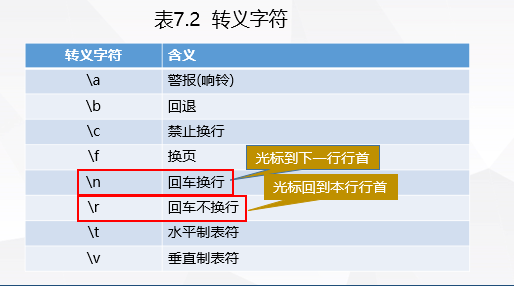 表7.2 转义字符
转义字符 含义
\a 警报(响铃)
\b 回退
\c 禁止换行
\f 换页
光标到下一行行首
\n 回车换行
光标回到本行行首
\r 回车不换行
\t 水平制表符
\v 垂直制表符